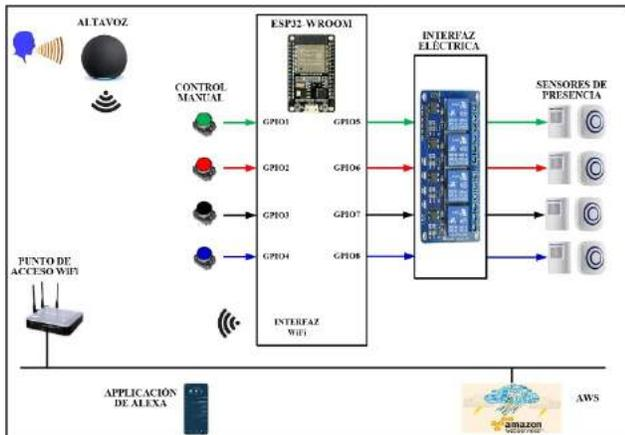 ALTAVOZ
ESP32-WROOM
INTERFAZ
ELÉCTRICA
CONTROL
MANUAL
SENSORES DE
PRESENCIA
GPIO1
GPIO5
GPIO2
GPIO6
GPIO3
GPIO7
GPIO4
GPIO8
PUNTO DE
ACCESO WiFi
INTERFAZ
WiFi
APPLICACIÓN
DE ALEXA
AWS
amazon